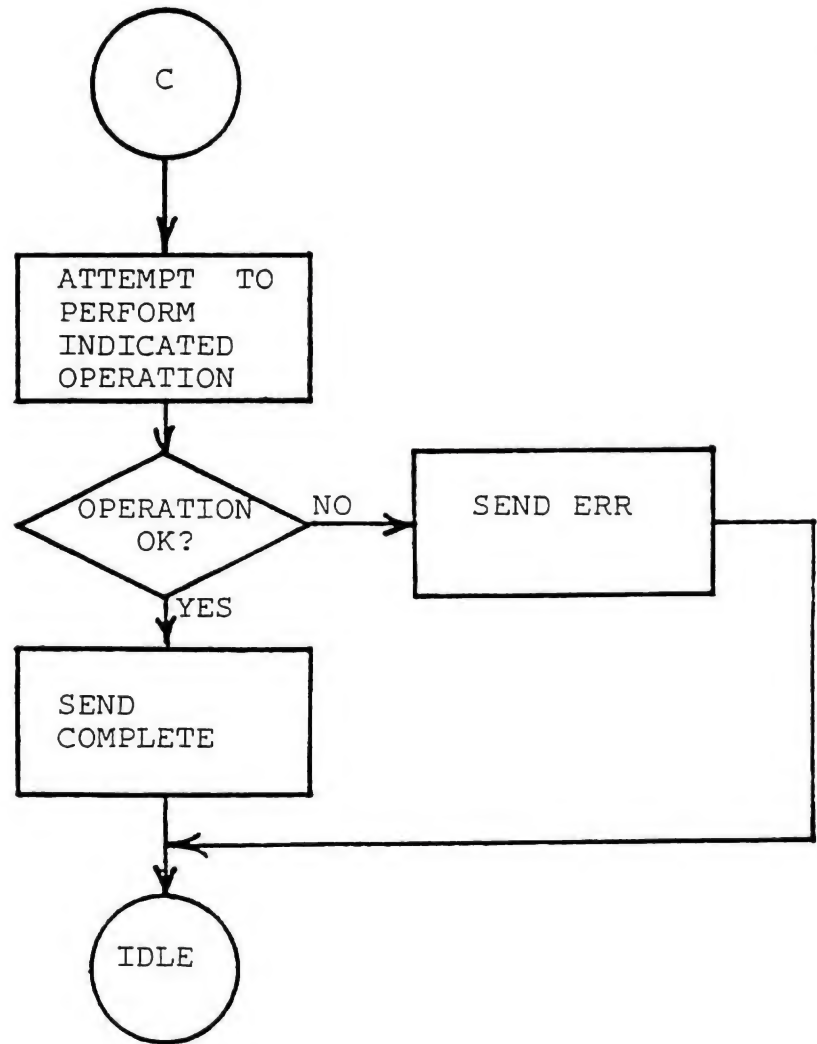 C
ATTEMPT TO
PERFORM
INDICATED
OPERATION
OPERATION
OK?
NO
SEND ERR
YES
SEND
COMPLETE
IDLE